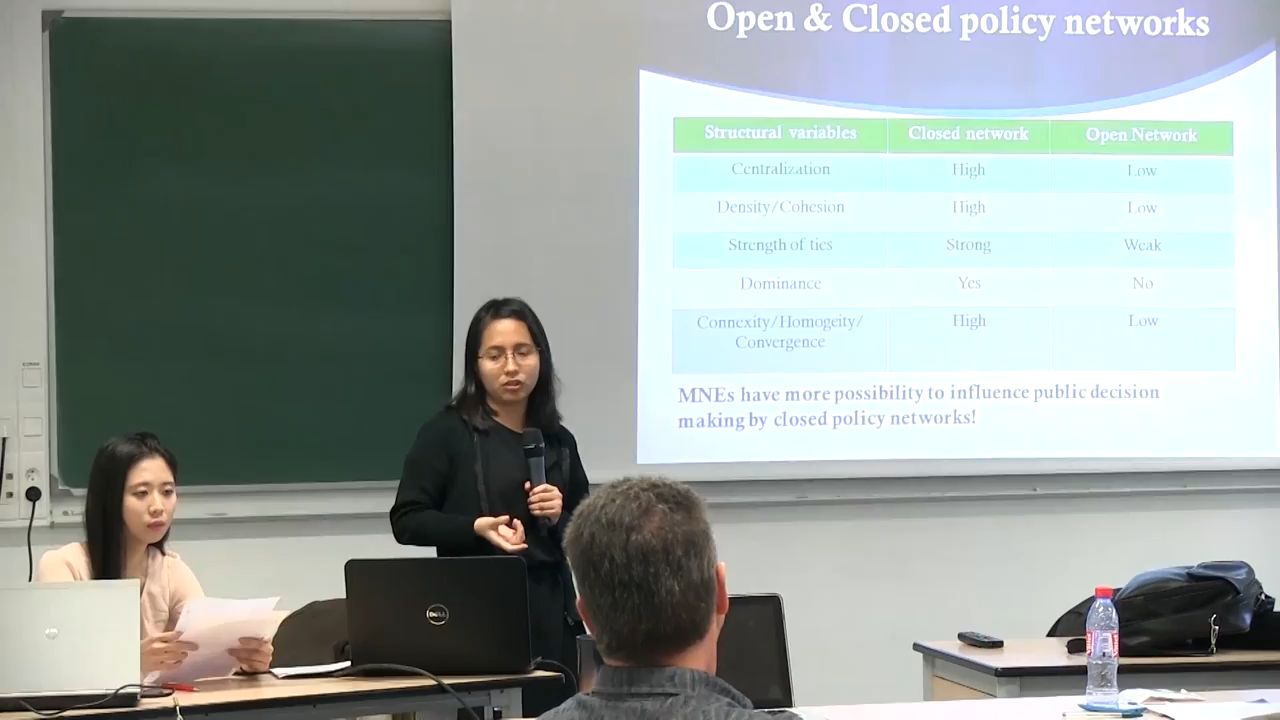 Open & Closed policy networks
Structural variables Closed network Open Network
Centralization High Low
Density/Cohesion High Low
Strength of ties Strong Weak
Dominance Yes No
Connexity/Homogeity/ High Low
Convergence
MNEs have more possibility to influence public decision
making by closed policy networks!
DELL